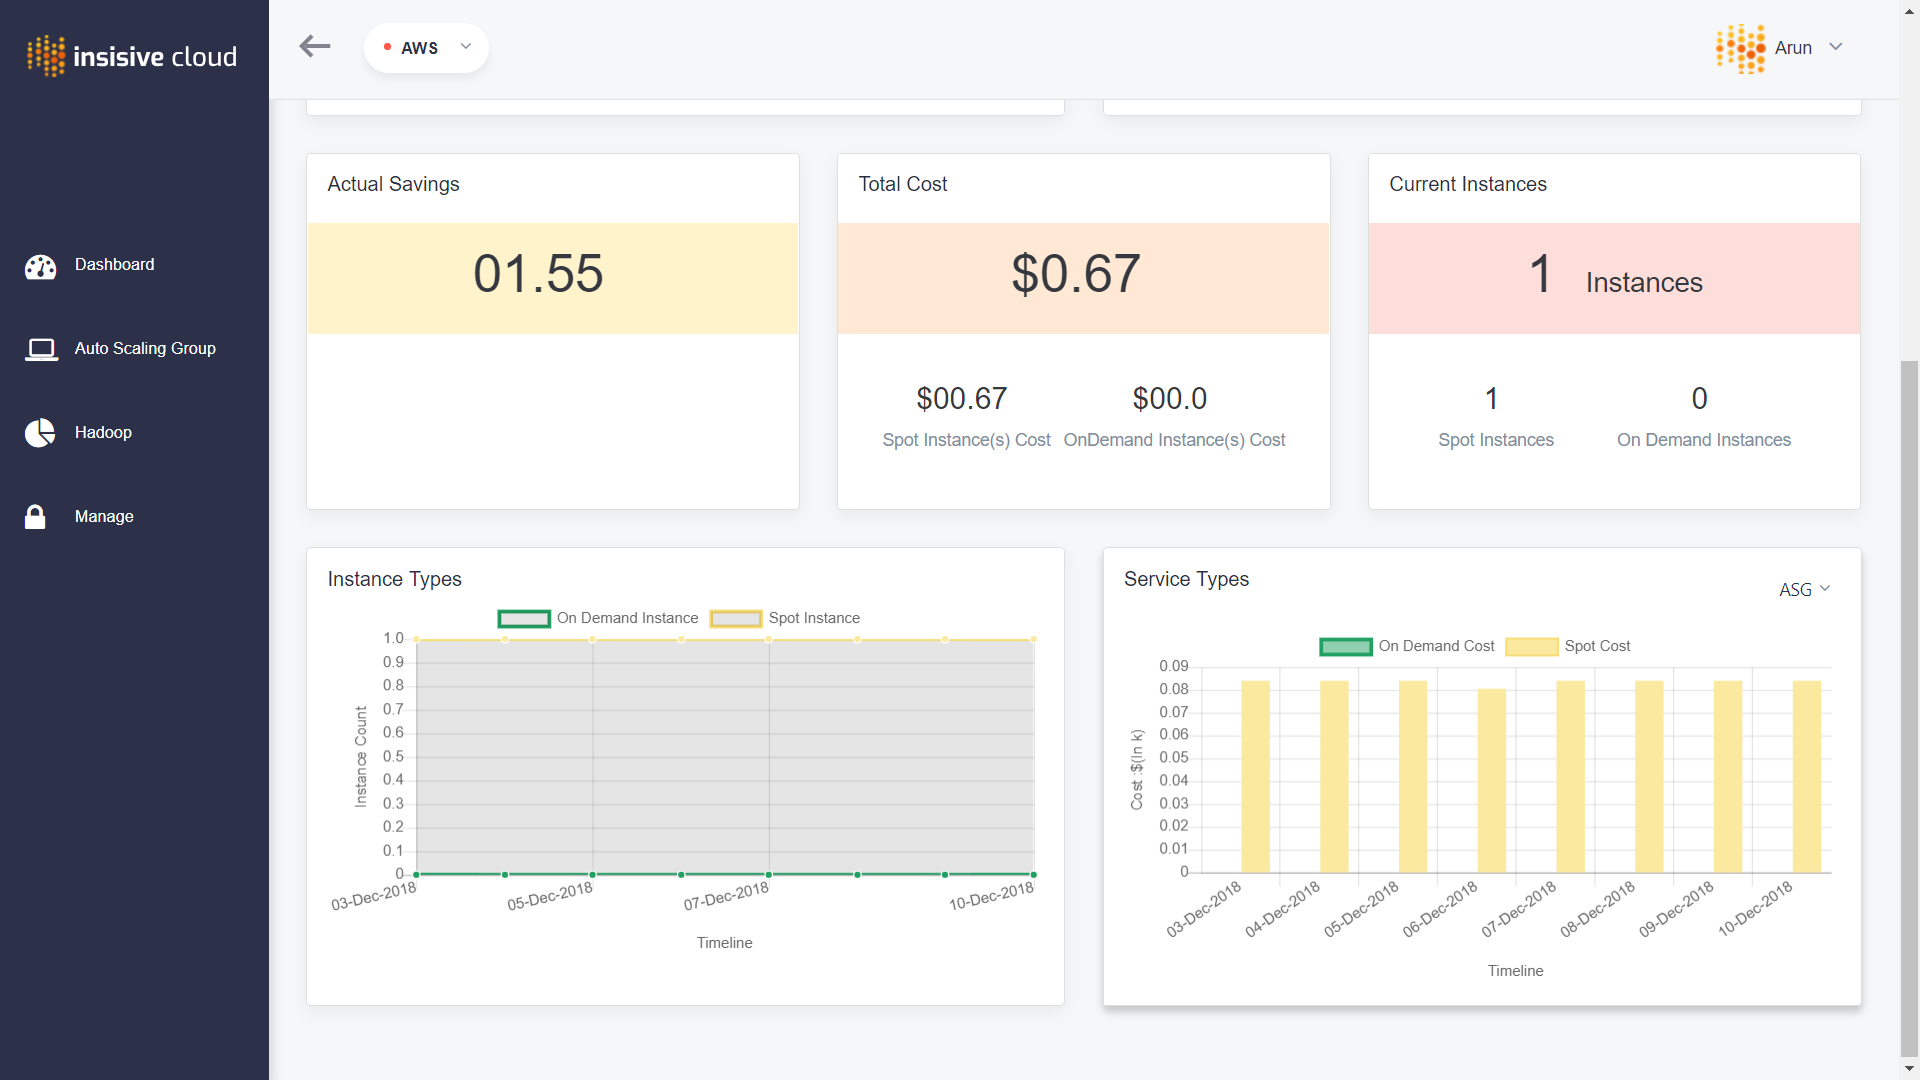 insisive cloud
AWS
Arun
Dashboard
Auto Scaling Group
Hadoop
Manage
Actual Savings
01.55
Total Cost
$0.67
$00.67
$00.0
Spot Instance(s) Cost
OnDemand Instance(s) Cost
Current Instances
1 Instances
1
0
Spot Instances
On Demand Instances
Instance Types
On Demand Instance
Spot Instance
1.0
0.9
0.8
0.7
0.6
0.5
0.4
0.3
0.2
0.1
0
Instance Count
03-Dec-2018
05-Dec-2018
07-Dec-2018
10-Dec-2018
Timeline
Service Types
ASG
On Demand Cost
Spot Cost
0.09
0.08
0.07
0.06
0.05
0.04
0.03
0.02
0.01
0
Cost :$(In k)
03-Dec-2018
04-Dec-2018
05-Dec-2018
06-Dec-2018
07-Dec-2018
08-Dec-2018
09-Dec-2018
10-Dec-2018
Timeline